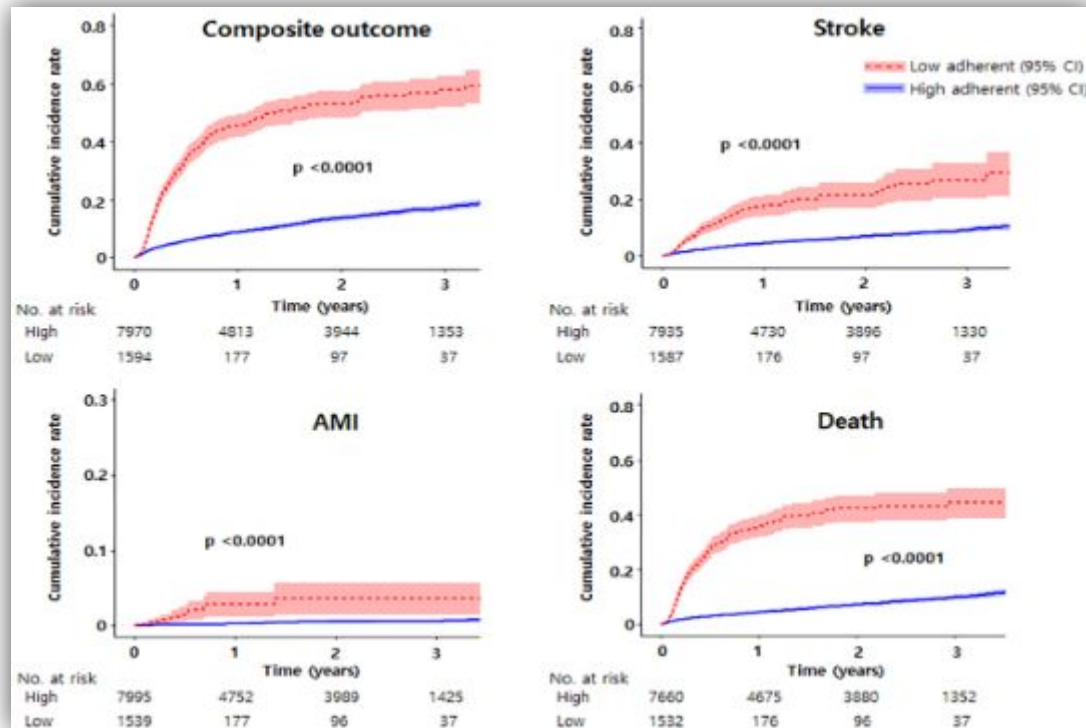 Composite outcome
Cumulative incidence rate
0.8
0.6
0.4
0.2
0
p <0.0001
0 1 2 3
Time (years)
No. at risk
High 7970 4813 3944 1353
Low 1594 177 97 37
Stroke
Low adherent (95% CI)
High adherent (95% CI)
Cumulative incidence rate
0.8
0.6
0.4
0.2
0
p <0.0001
0 1 2 3
Time (years)
No. at risk
High 7935 4730 3896 1330
Low 1587 176 97 37
AMI
Cumulative incidence rate
0.3
0.2
0.1
0
p <0.0001
0 1 2 3
Time (years)
No. at risk
High 7995 4752 3989 1425
Low 1539 177 96 37
Death
Cumulative incidence rate
0.8
0.6
0.4
0.2
0
p <0.0001
0 1 2 3
Time (years)
No. at risk
High 7660 4675 3880 1352
Low 1532 176 96 37